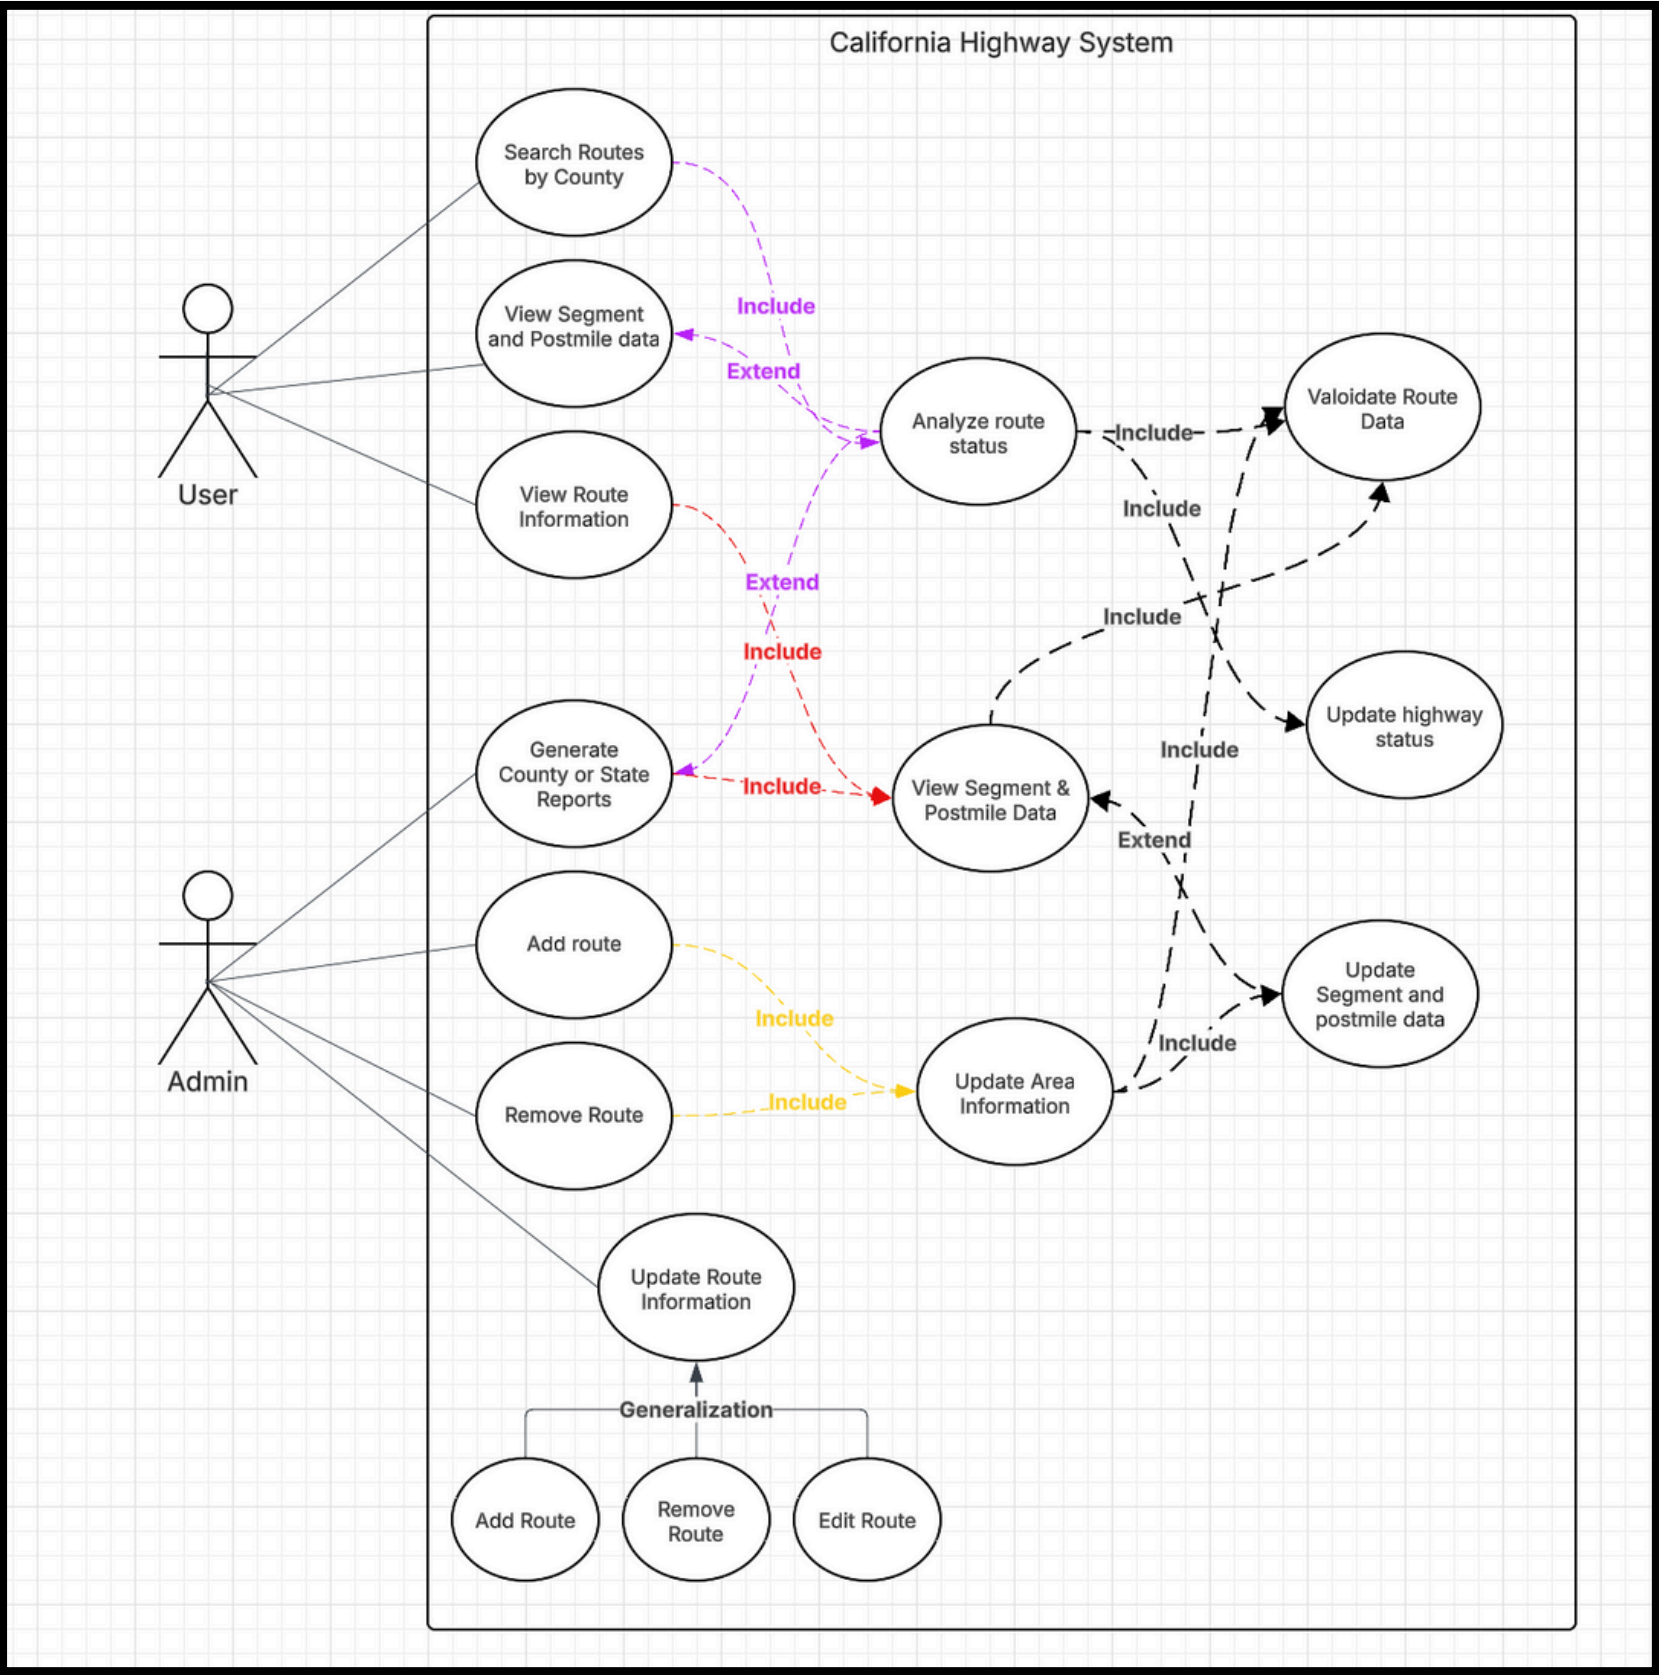 California Highway System
Search Routes
by County
Include
View Segment
and Postmile data
Extend
User
View Route
Information
Analyze route
status
Include
Valoidate Route
Data
Include
Extend
Include
Include
Update highway
status
Generate
County or State
Reports
Include
View Segment &
Postmile Data
Include
Extend
Admin
Add route
Include
Update
Segment and
postmile data
Remove Route
Include
Update Area
Information
Include
Update Route
Information
Generalization
Add Route
Remove
Route
Edit Route